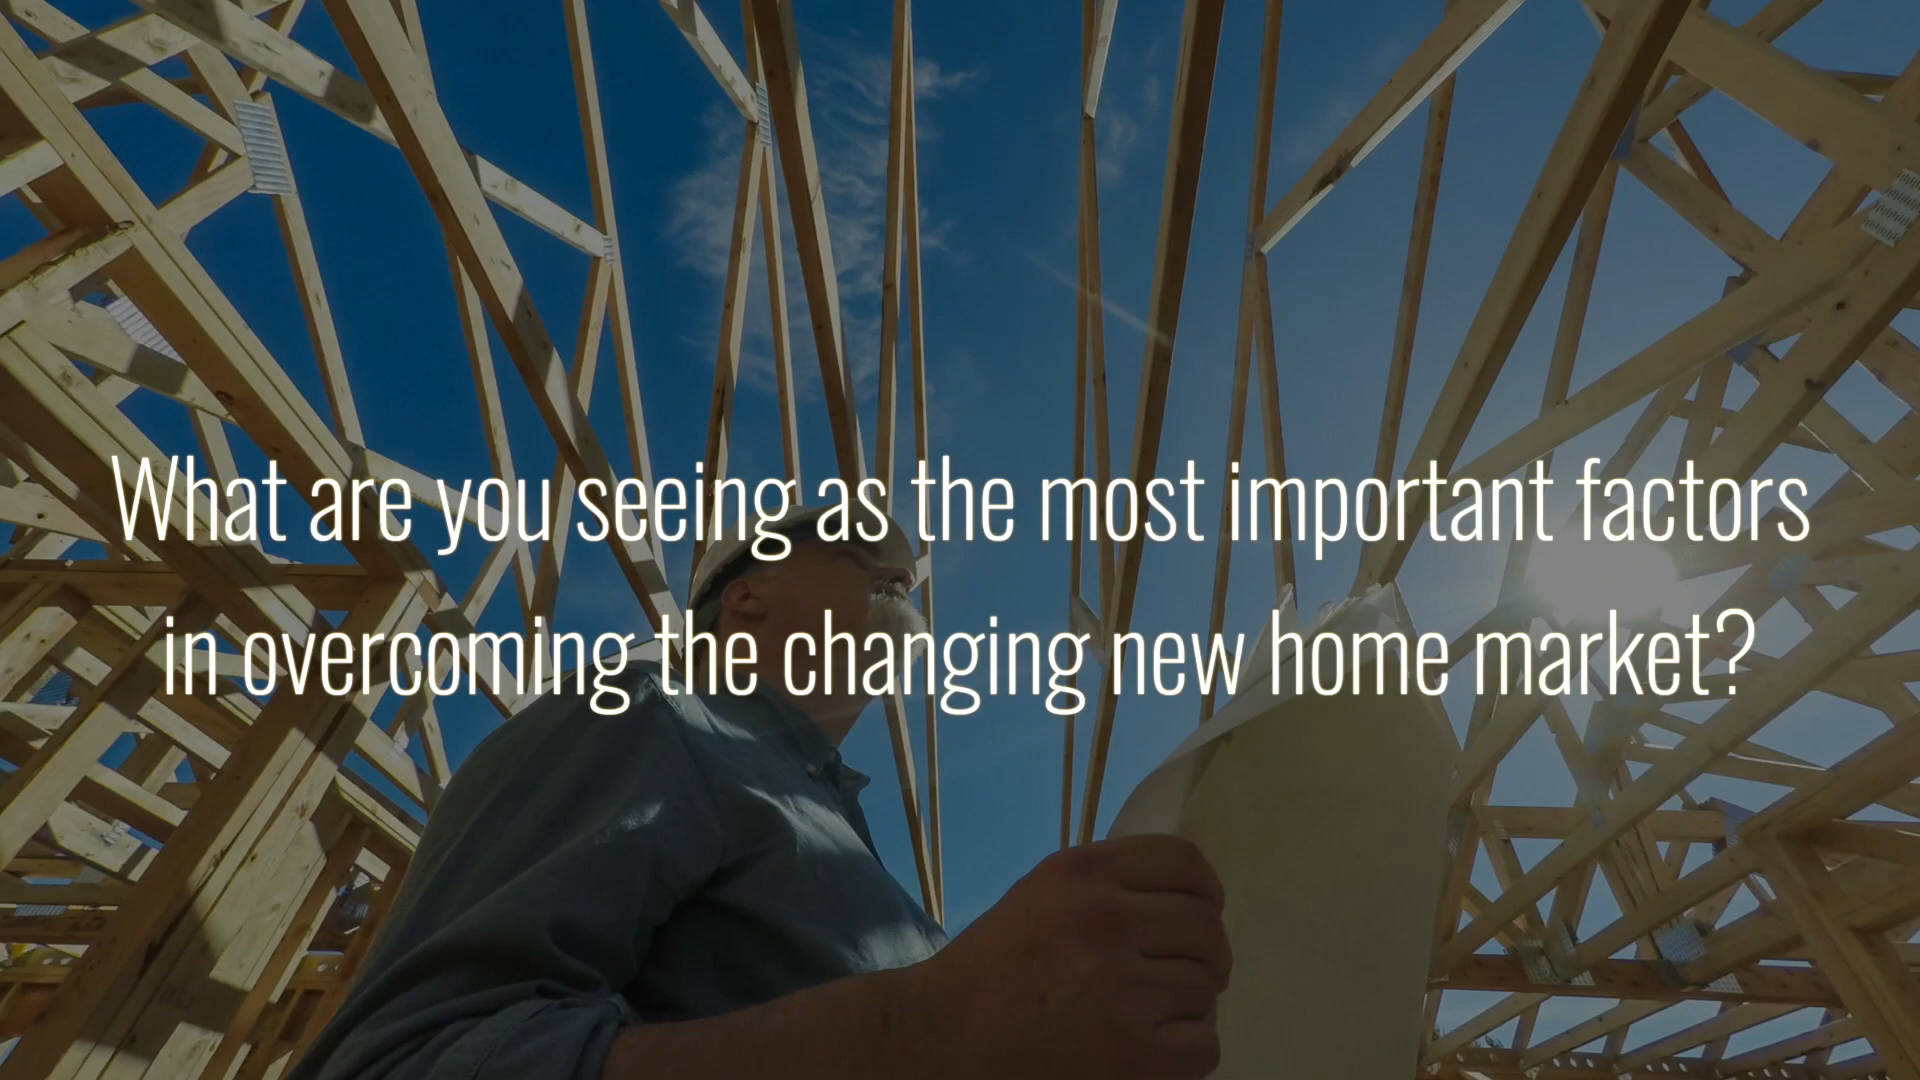 What are you seeing as the most important factors
in overcoming the changing new home market?